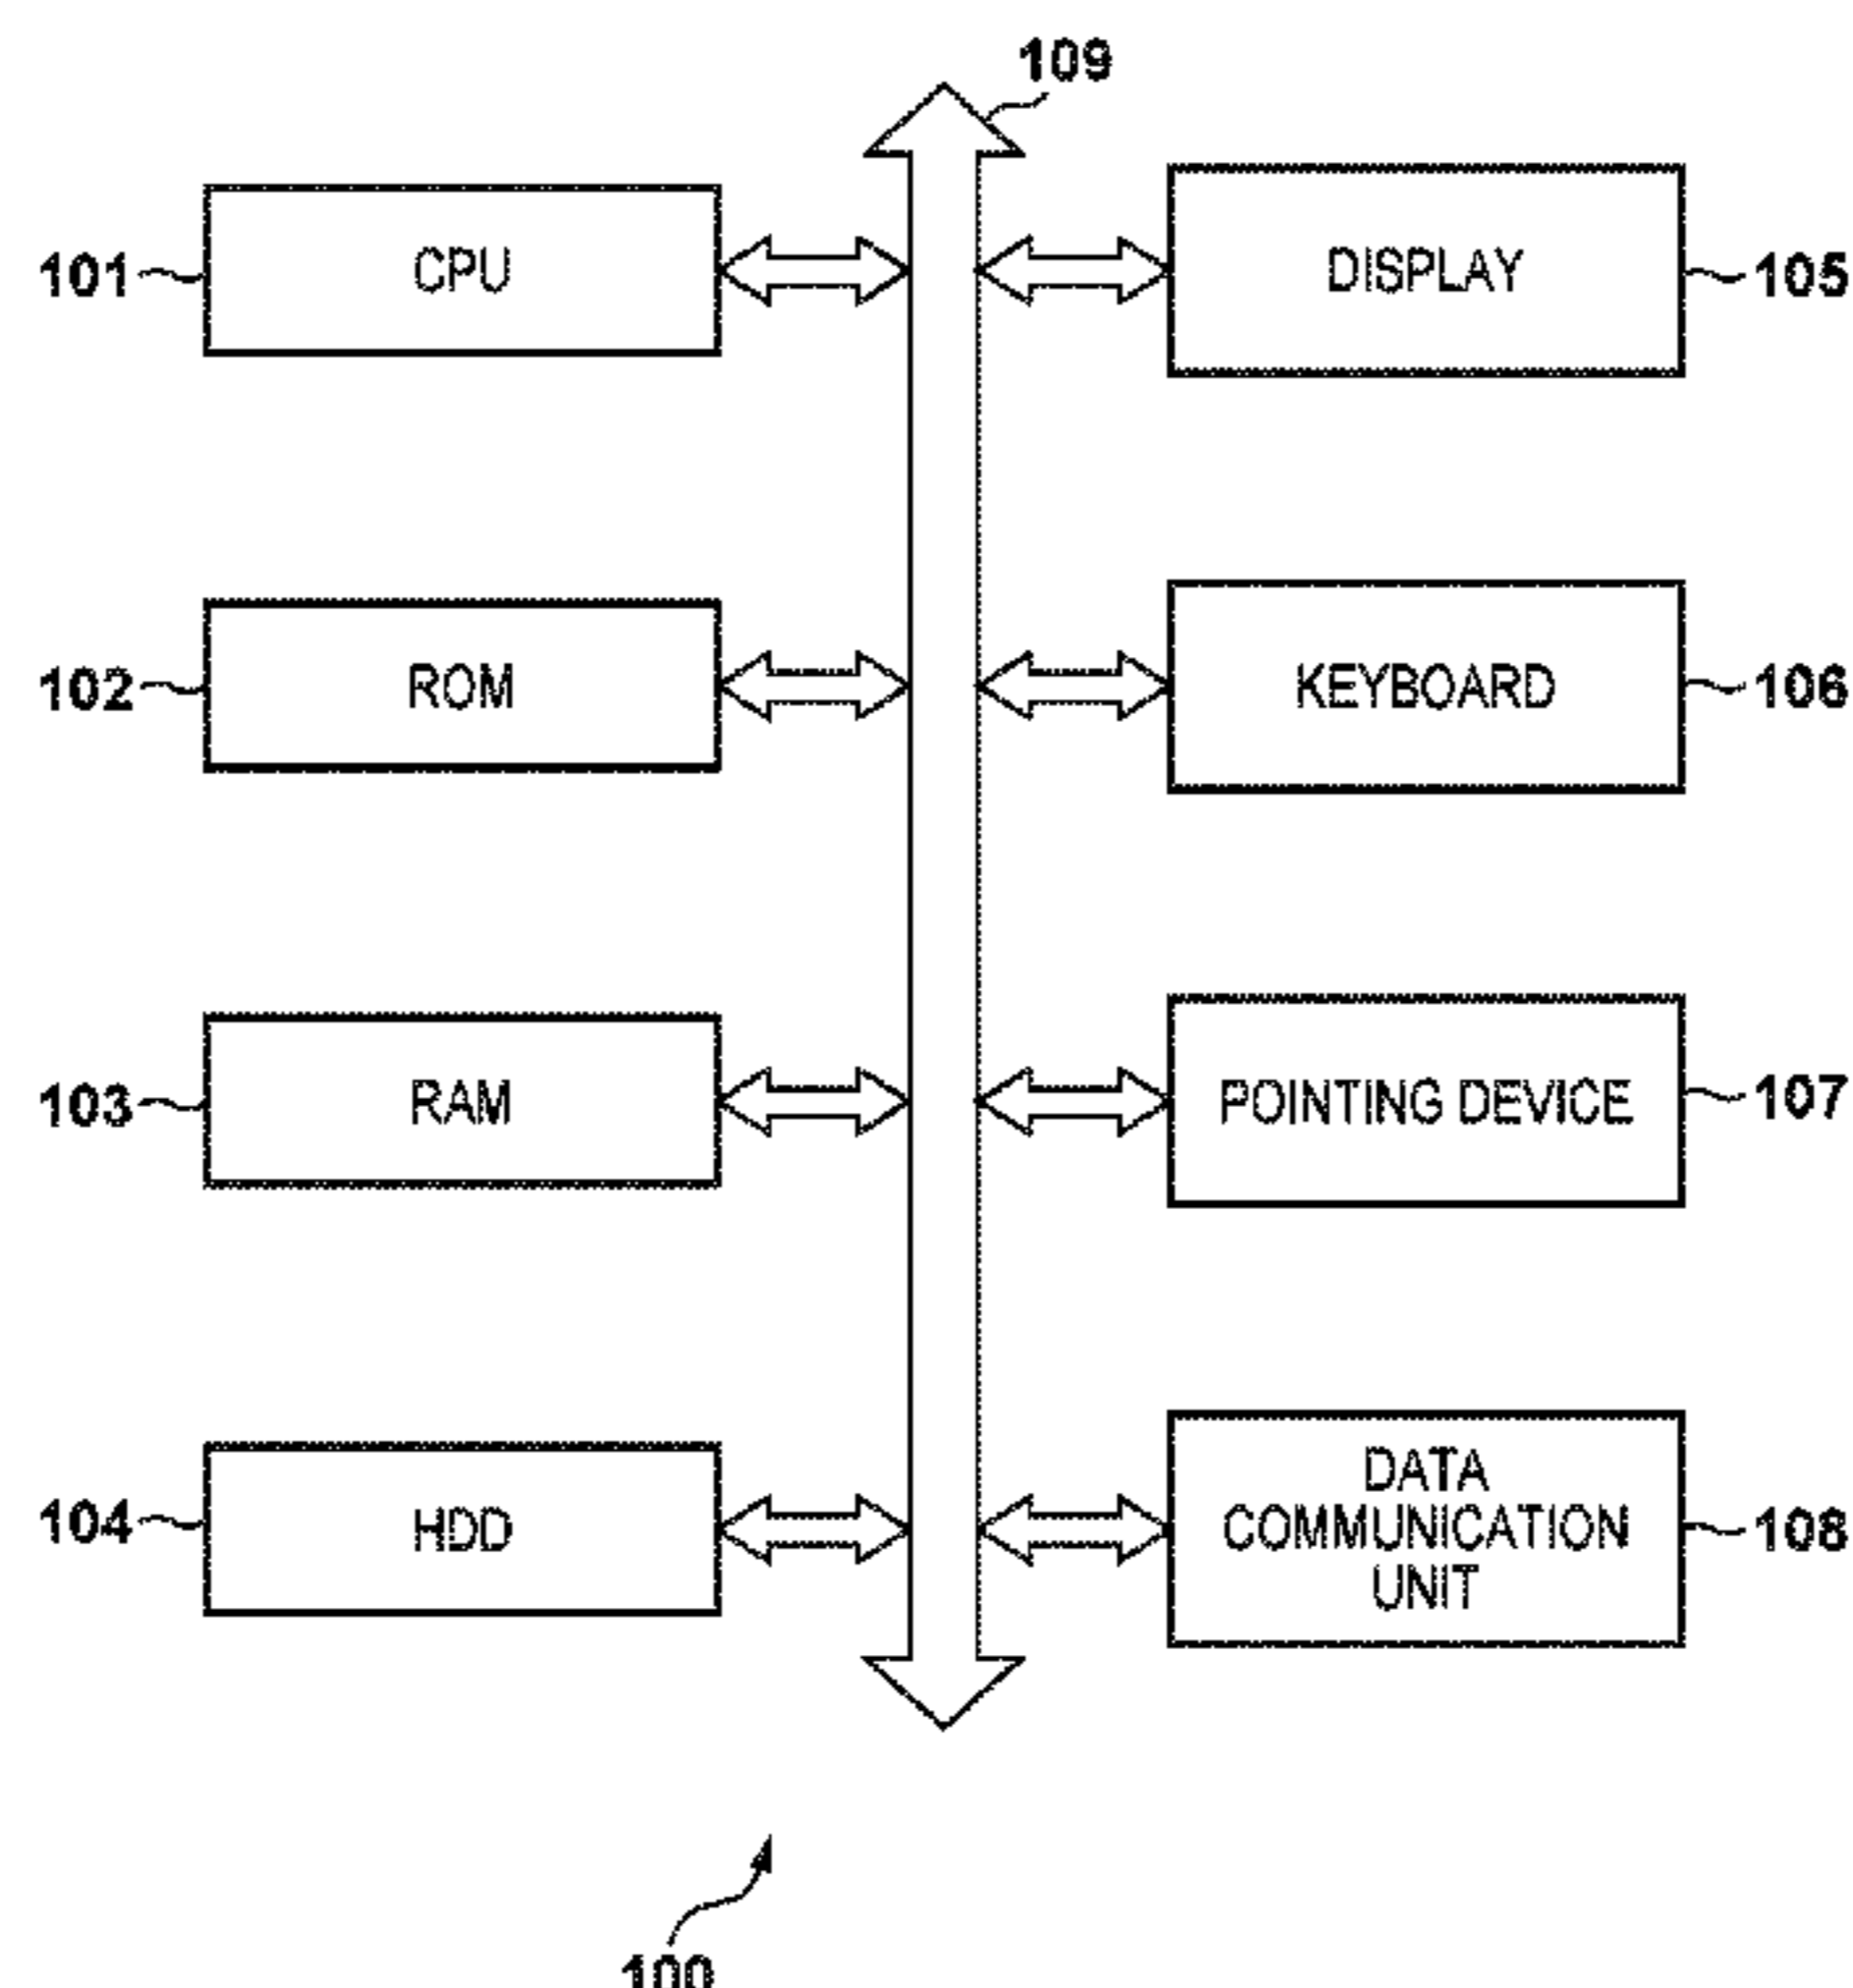 109
101
CPU
DISPLAY
105
102
ROM
KEYBOARD
106
103
RAM
POINTING DEVICE
107
104
HDD
DATA
COMMUNICATION
UNIT
108
100